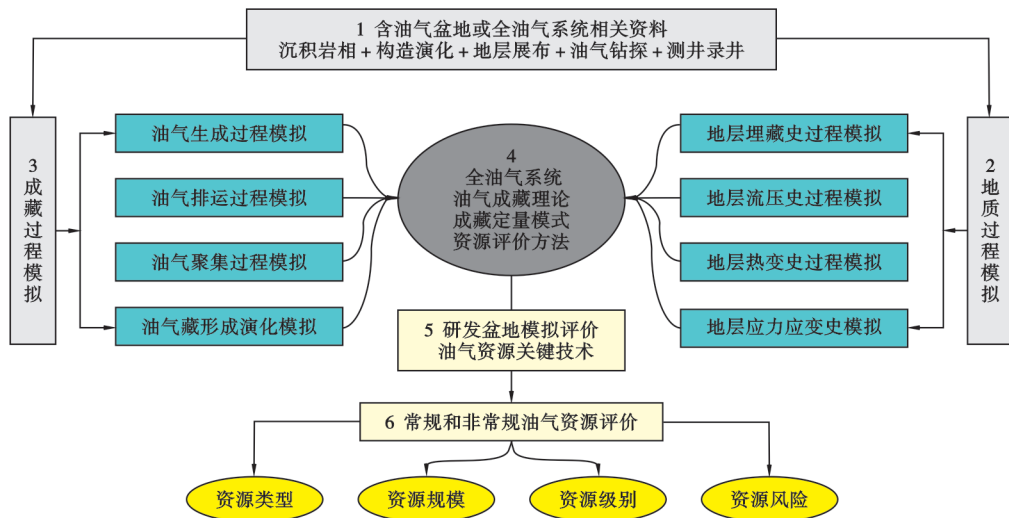 1 含油气盆地或全油气系统相关资料
沉积岩相+构造演化+地层展布+油气钻探+测井录井
3成藏过程模拟
油气生成过程模拟
油气排运过程模拟
油气聚集过程模拟
油气藏形成演化模拟
4
全油气系统
油气成藏理论
成藏定量模式
资源评价方法
地层埋藏史过程模拟
地层流压史过程模拟
地层热变史过程模拟
地层应力应变史模拟
2地质过程模拟
5 研发盆地模拟评价
油气资源关键技术
6 常规和非常规油气资源评价
资源类型
资源规模
资源级别
资源风险